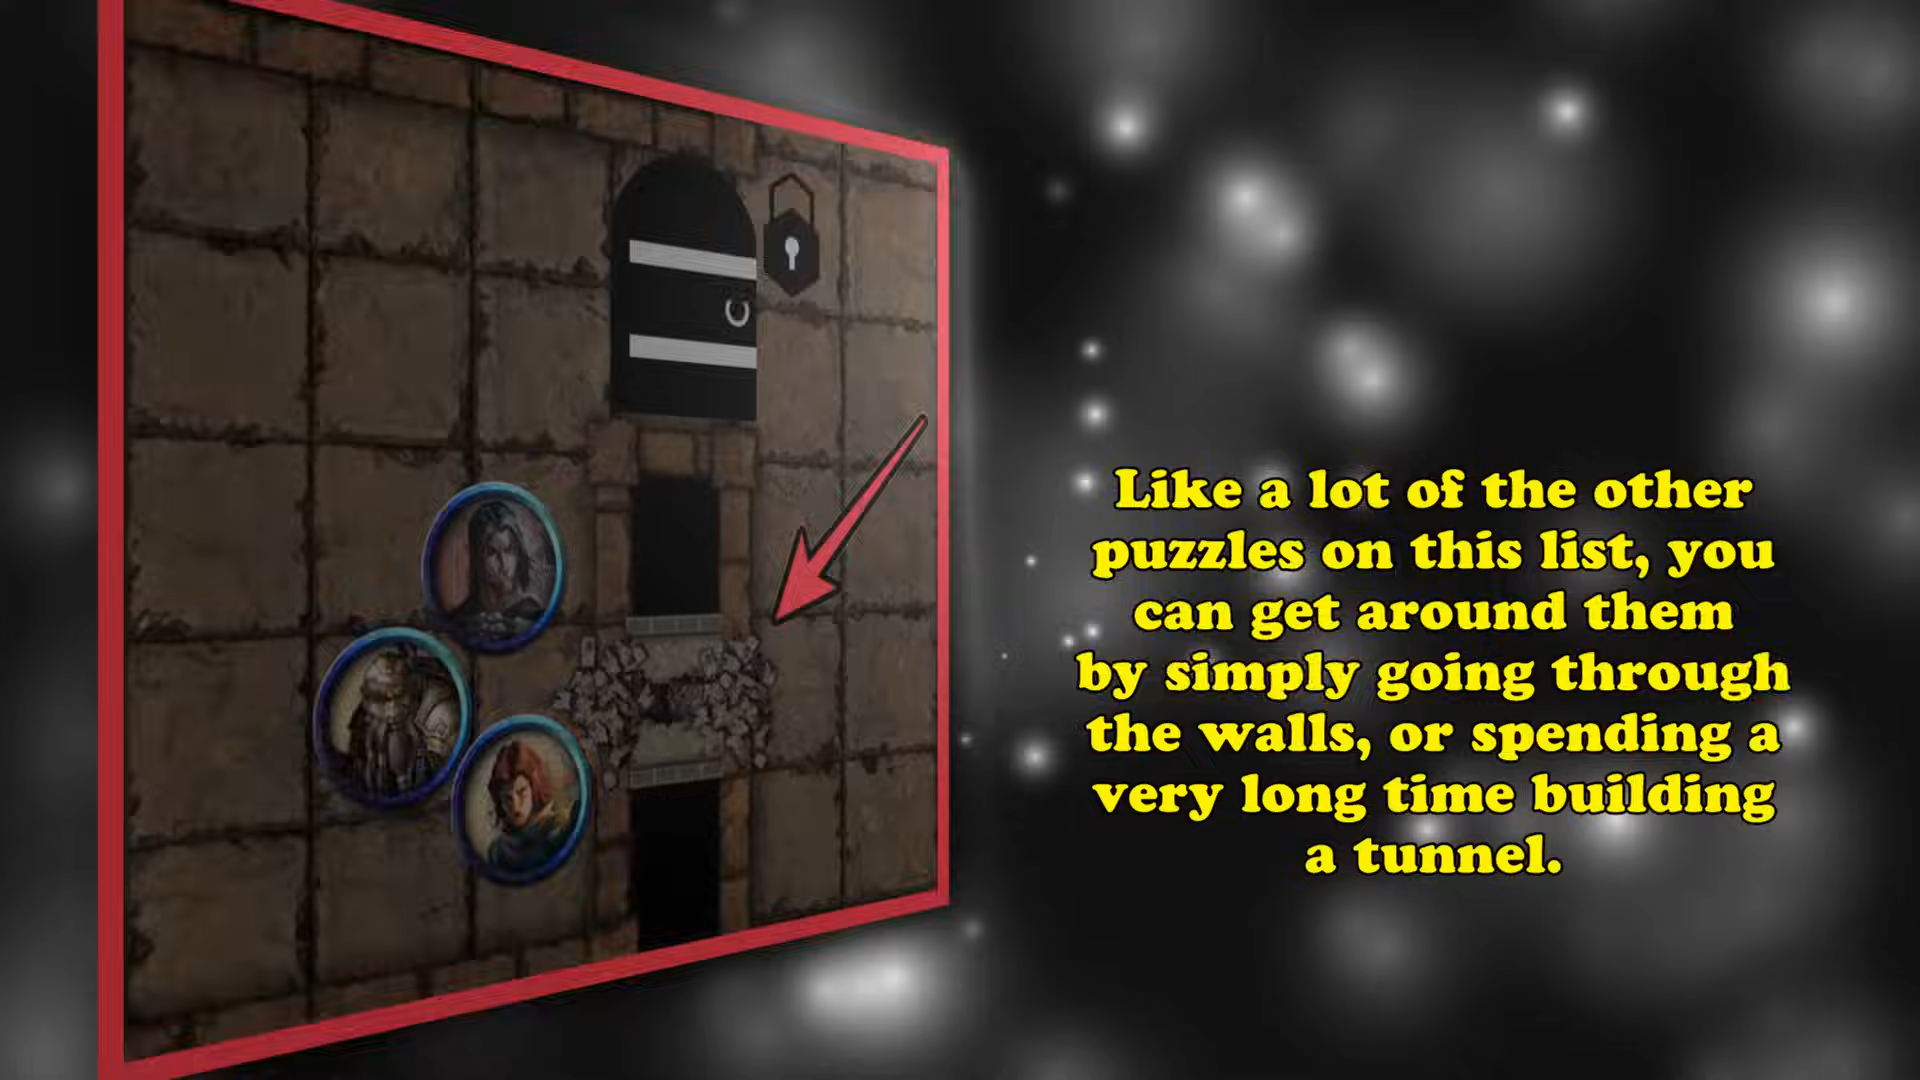 Like a lot of the other
puzzles on this list, you
can get around them
by simply going through
the walls, or spending a
very long time building
a tunnel.